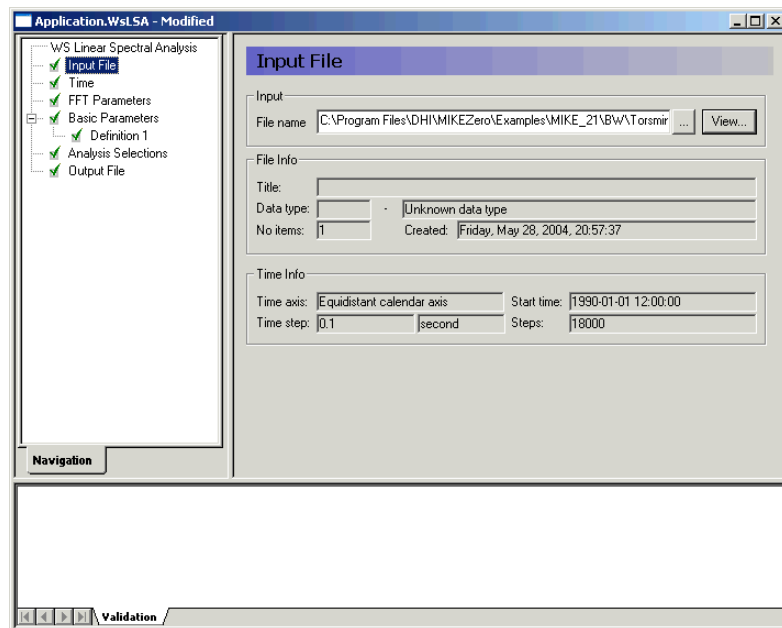 Application.WsLSA - Modified
WS Linear Spectral Analysis
Input File
Time
FFT Parameters
Basic Parameters
Definition 1
Analysis Selections
Output File
Navigation
Input File
Input
File name C:\Program Files\DHI\MIKEZero\Examples\MIKE_21\BW\Torsmir ... View...
File Info
Title:
Data type: - Unknown data type
No items: 1 Created: Friday, May 28, 2004, 20:57:37
Time Info
Time axis: Equidistant calendar axis Start time: 1990-01-01 12:00:00
Time step: 0.1 second Steps: 18000
Validation